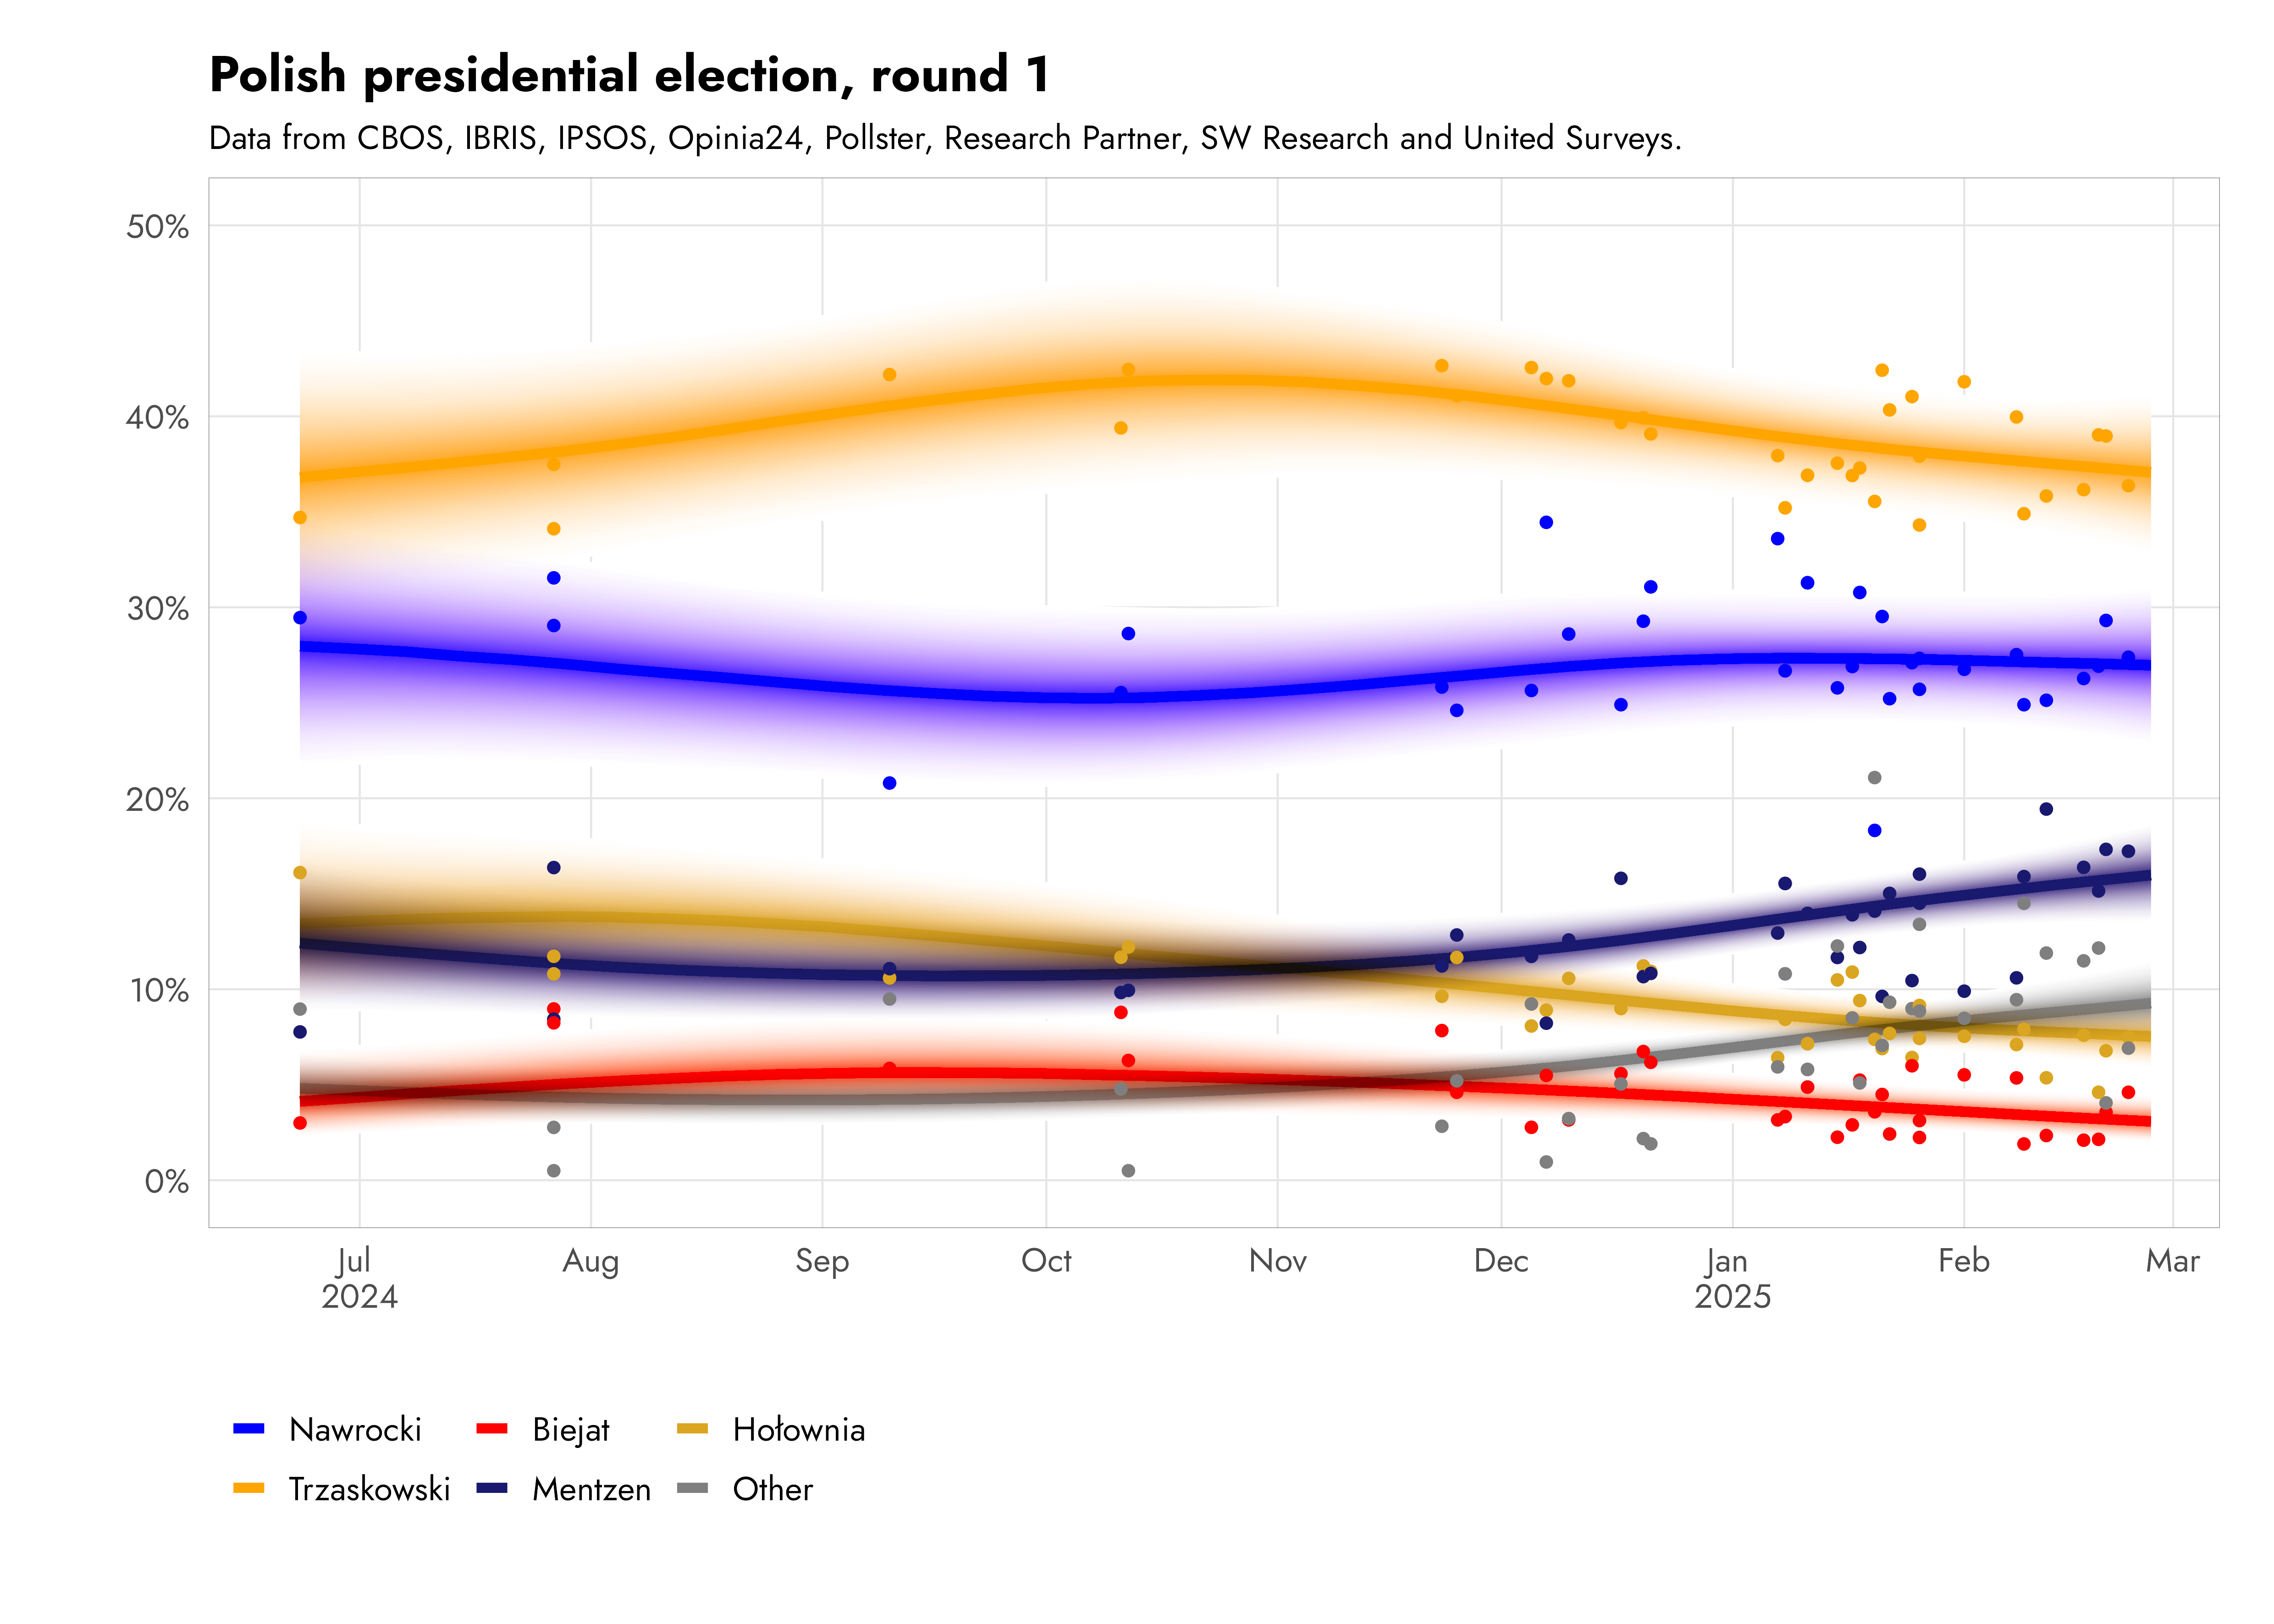 Polish presidential election, round 1
Data from CBOS, IBRIS, IPSOS, Opinia24, Pollster, Research Partner, SW Research and United Surveys.
50%
40%
30%
20%
10%
0%
Jul Aug Sep Oct Nov Dec Jan Feb Mar
2024 2025
Nawrocki Biejat Hołownia
Trzaskowski Mentzen Other